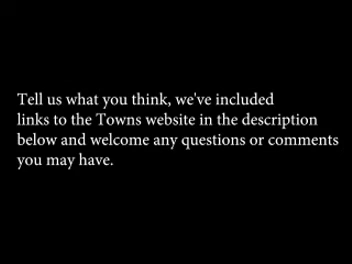 Tell us what you think, we've included
links to the Towns website in the description
below and welcome any questions or comments
you may have.